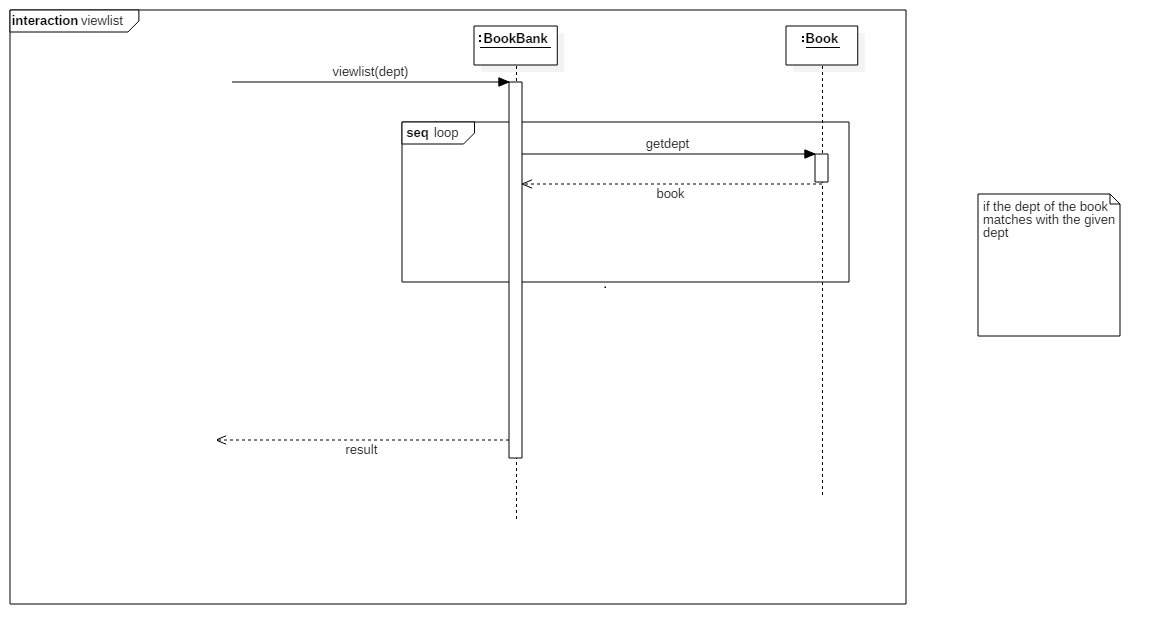 interaction viewlist
:BookBank
:Book
viewlist(dept)
seq loop
getdept
book
if the dept of the book
matches with the given
dept
result